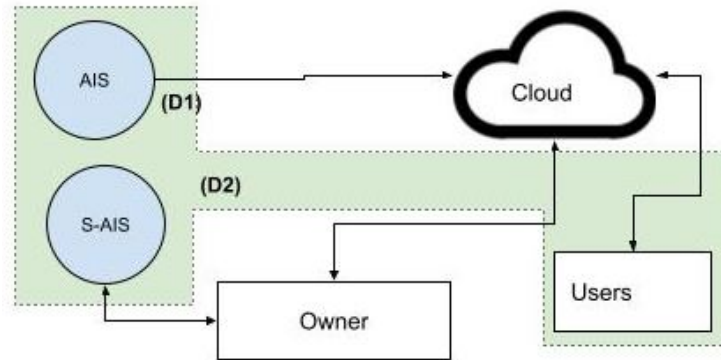 AIS
Cloud
(D1)
(D2)
S-AIS
Users
Owner